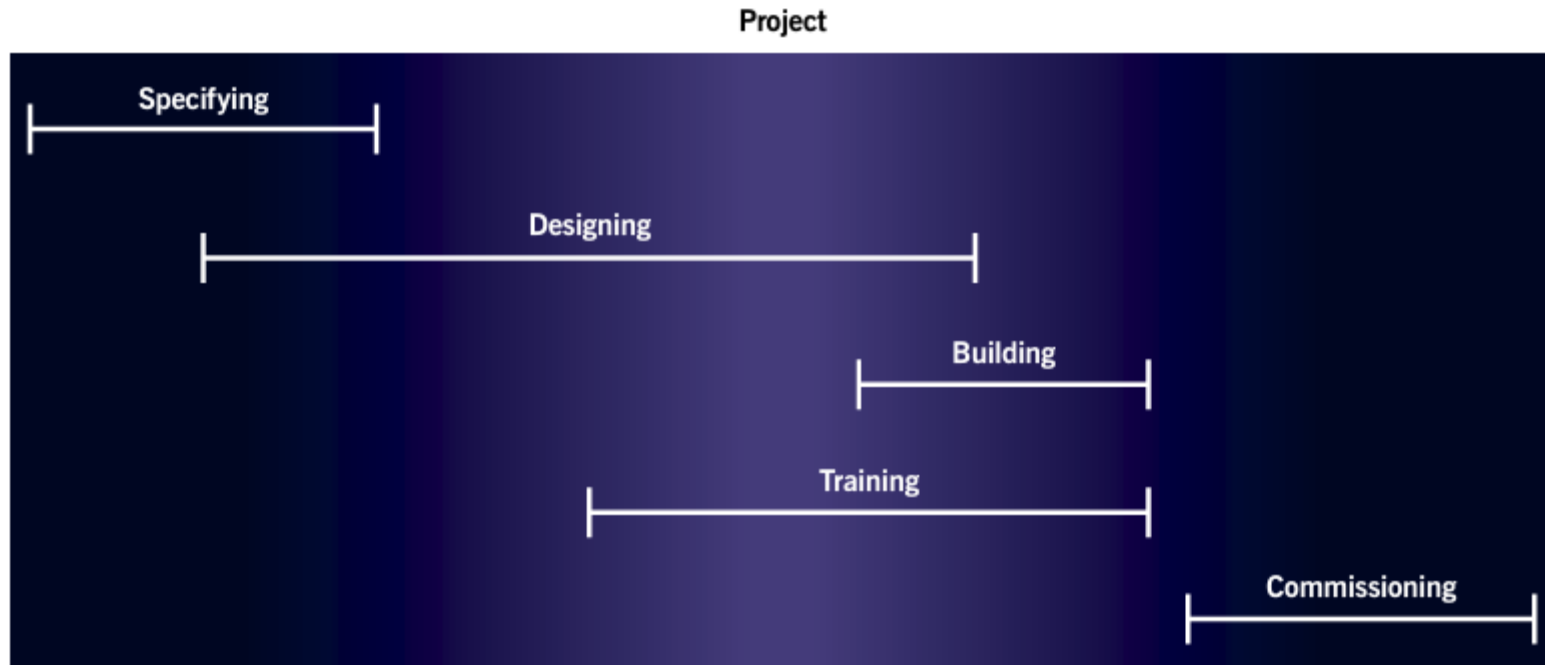 Project
Specifying
Designing
Building
Training
Commissioning